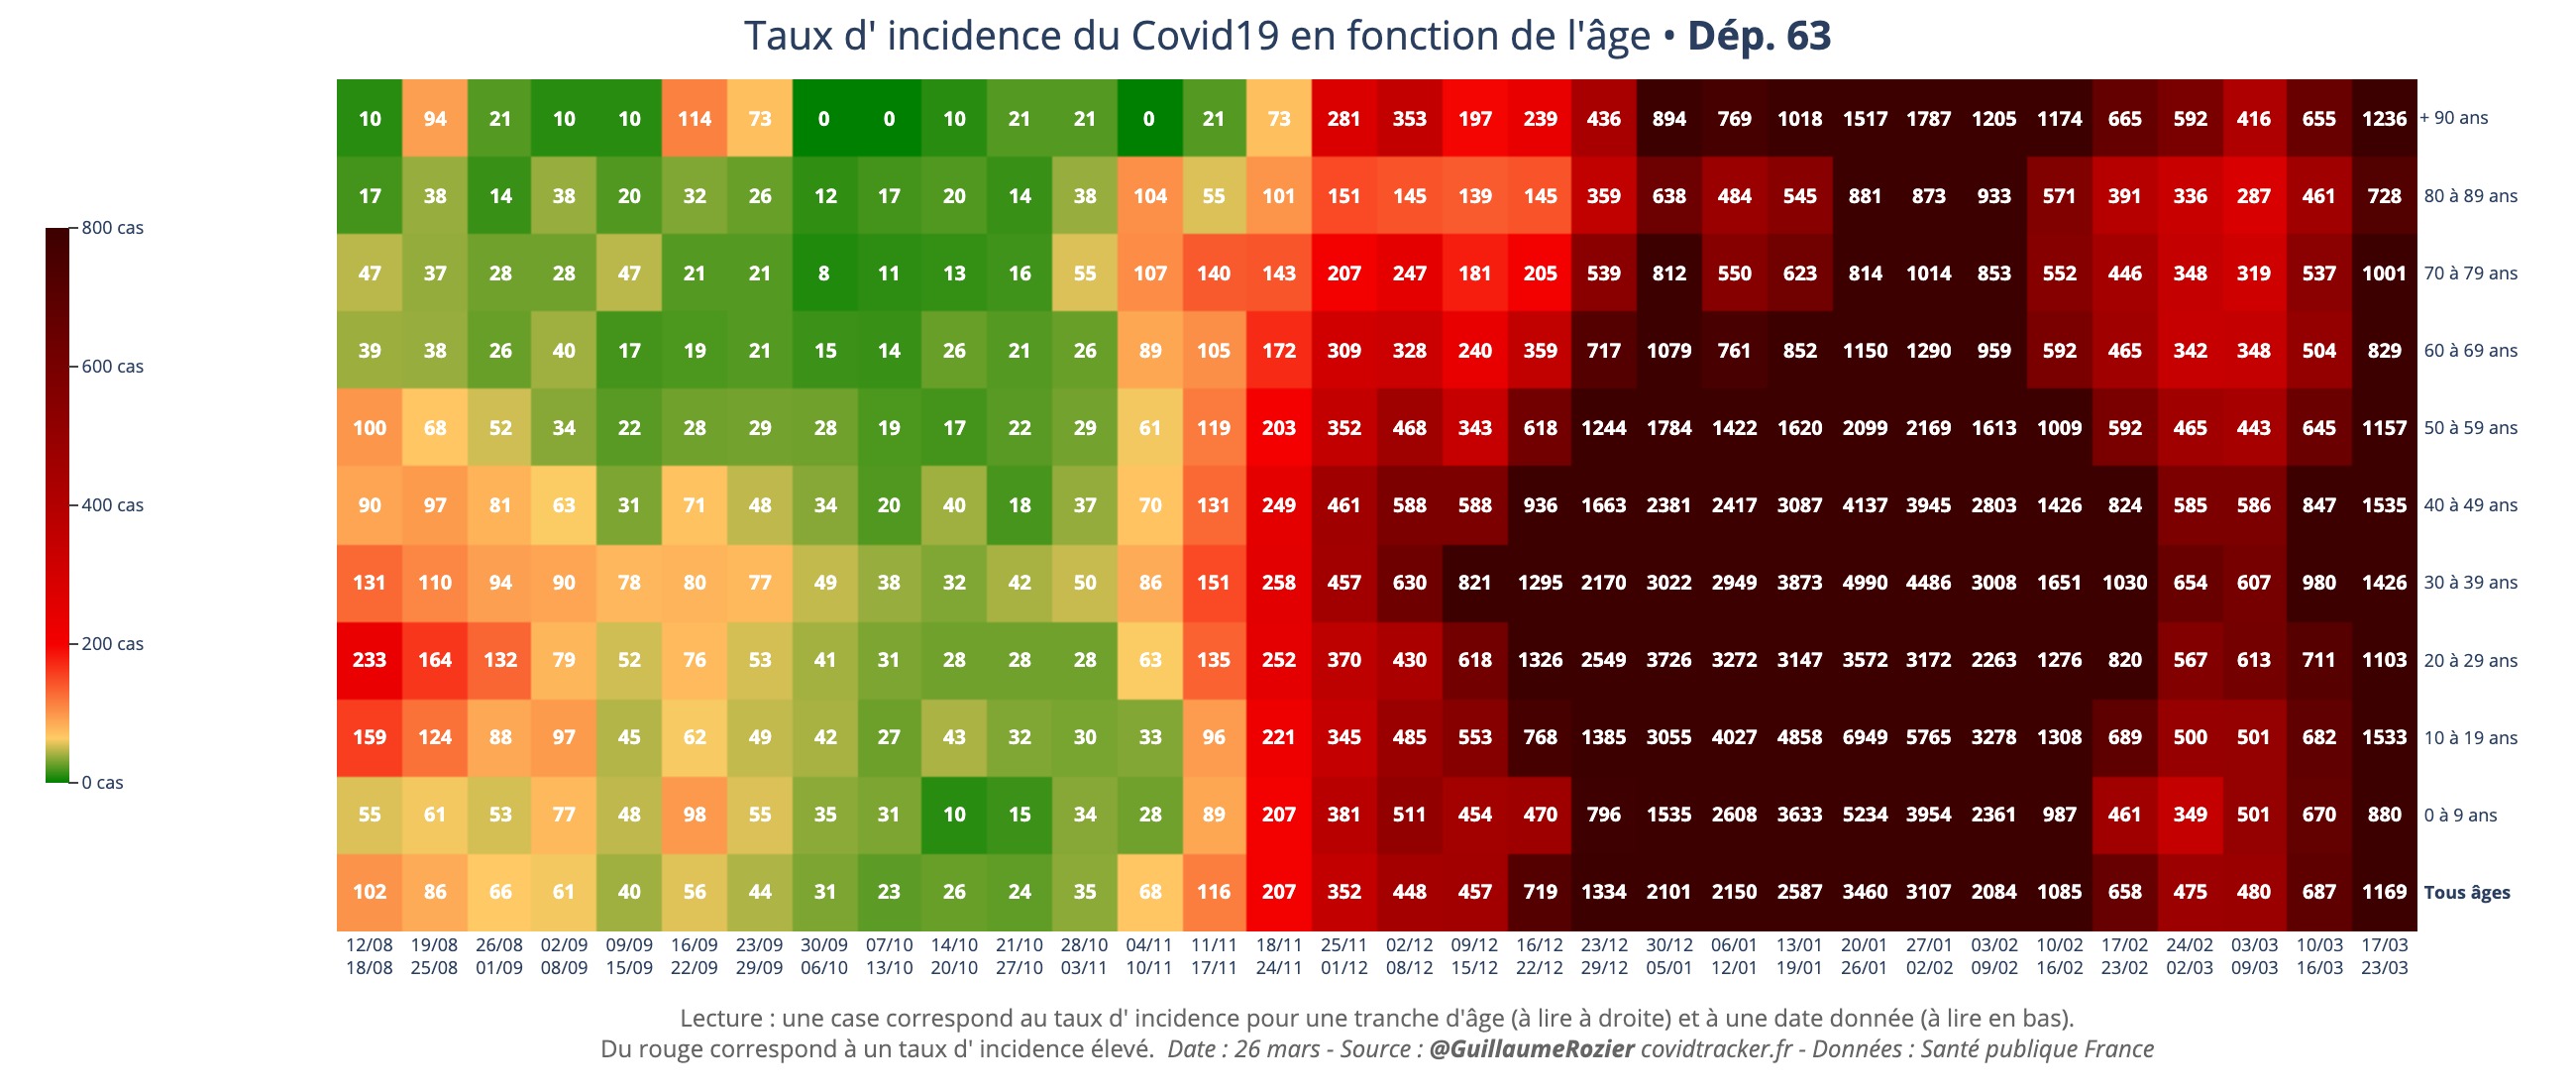 Taux d' incidence du Covid19 en fonction de l'âge • Dép. 63
10 94 21 10 10 114 73 0 0 10 21 21 0 21 73 281 353 197 239 436 894 769 1018 1517 1787 1205 1174 665 592 416 655 1236 + 90 ans
17 38 14 38 20 32 26 12 17 20 14 38 104 55 101 151 145 139 145 359 638 484 545 881 873 933 571 391 336 287 461 728 80 à 89 ans
800 cas
47 37 28 28 47 21 21 8 11 13 16 55 107 140 143 207 247 181 205 539 812 550 623 814 1014 853 552 446 348 319 537 1001 70 à 79 ans
39 38 26 40 17 19 21 15 14 26 21 26 89 105 172 309 328 240 359 717 1079 761 852 1150 1290 959 592 465 342 348 504 829 60 à 69 ans
600 cas
100 68 52 34 22 28 29 28 19 17 22 29 61 119 203 352 468 343 618 1244 1784 1422 1620 2099 2169 1613 1009 592 465 443 645 1157 50 à 59 ans
400 cas
90 97 81 63 31 71 48 34 20 40 18 37 70 131 249 461 588 588 936 1663 2381 2417 3087 4137 3945 2803 1426 824 585 586 847 1535 40 à 49 ans
131 110 94 90 78 80 77 49 38 32 42 50 86 151 258 457 630 821 1295 2170 3022 2949 3873 4990 4486 3008 1651 1030 654 607 980 1426 30 à 39 ans
200 cas
233 164 132 79 52 76 53 41 31 28 28 28 63 135 252 370 430 618 1326 2549 3726 3272 3147 3572 3172 2263 1276 820 567 613 711 1103 20 à 29 ans
159 124 88 97 45 62 49 42 27 43 32 30 33 96 221 345 485 553 768 1385 3055 4027 4858 6949 5765 3278 1308 689 500 501 682 1533 10 à 19 ans
0 cas
55 61 53 77 48 98 55 35 31 10 15 34 28 89 207 381 511 454 470 796 1535 2608 3633 5234 3954 2361 987 461 349 501 670 880 0 à 9 ans
102 86 66 61 40 56 44 31 23 26 24 35 68 116 207 352 448 457 719 1334 2101 2150 2587 3460 3107 2084 1085 658 475 480 687 1169 Tous âges
12/08 19/08 26/08 02/09 09/09 16/09 23/09 30/09 07/10 14/10 21/10 28/10 04/11 11/11 18/11 25/11 02/12 09/12 16/12 23/12 30/12 06/01 13/01 20/01 27/01 03/02 10/02 17/02 24/02 03/03 10/03 17/03
18/08 25/08 01/09 08/09 15/09 22/09 29/09 06/10 13/10 20/10 27/10 03/11 10/11 17/11 24/11 01/12 08/12 15/12 22/12 29/12 05/01 12/01 19/01 26/01 02/02 09/02 16/02 23/02 02/03 09/03 16/03 23/03
Lecture : une case correspond au taux d' incidence pour une tranche d'âge (à lire à droite) et à une date donnée (à lire en bas).
Du rouge correspond à un taux d' incidence élevé. Date : 26 mars - Source : @GuillaumeRozier covidtracker.fr - Données : Santé publique France